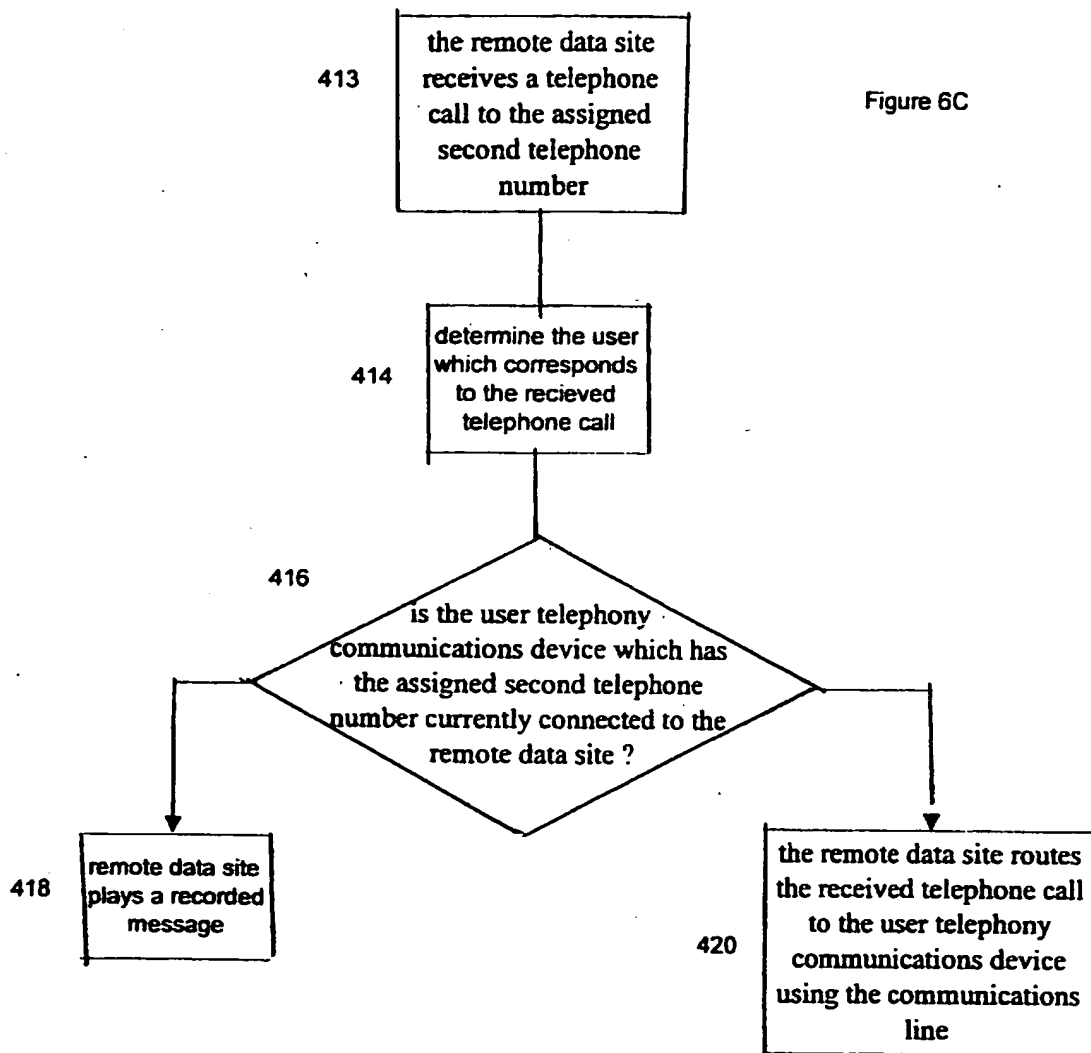 Figure 6C
413
the remote data site
receives a telephone
call to the assigned
second telephone
number
414
determine the user
which corresponds
to the recieved
telephone call
416
is the user telephony
communications device which has
the assigned second telephone
number currently connected to the
remote data site ?
418
remote data site
plays a recorded
message
420
the remote data site routes
the received telephone call
to the user telephony
communications device
using the communications
line